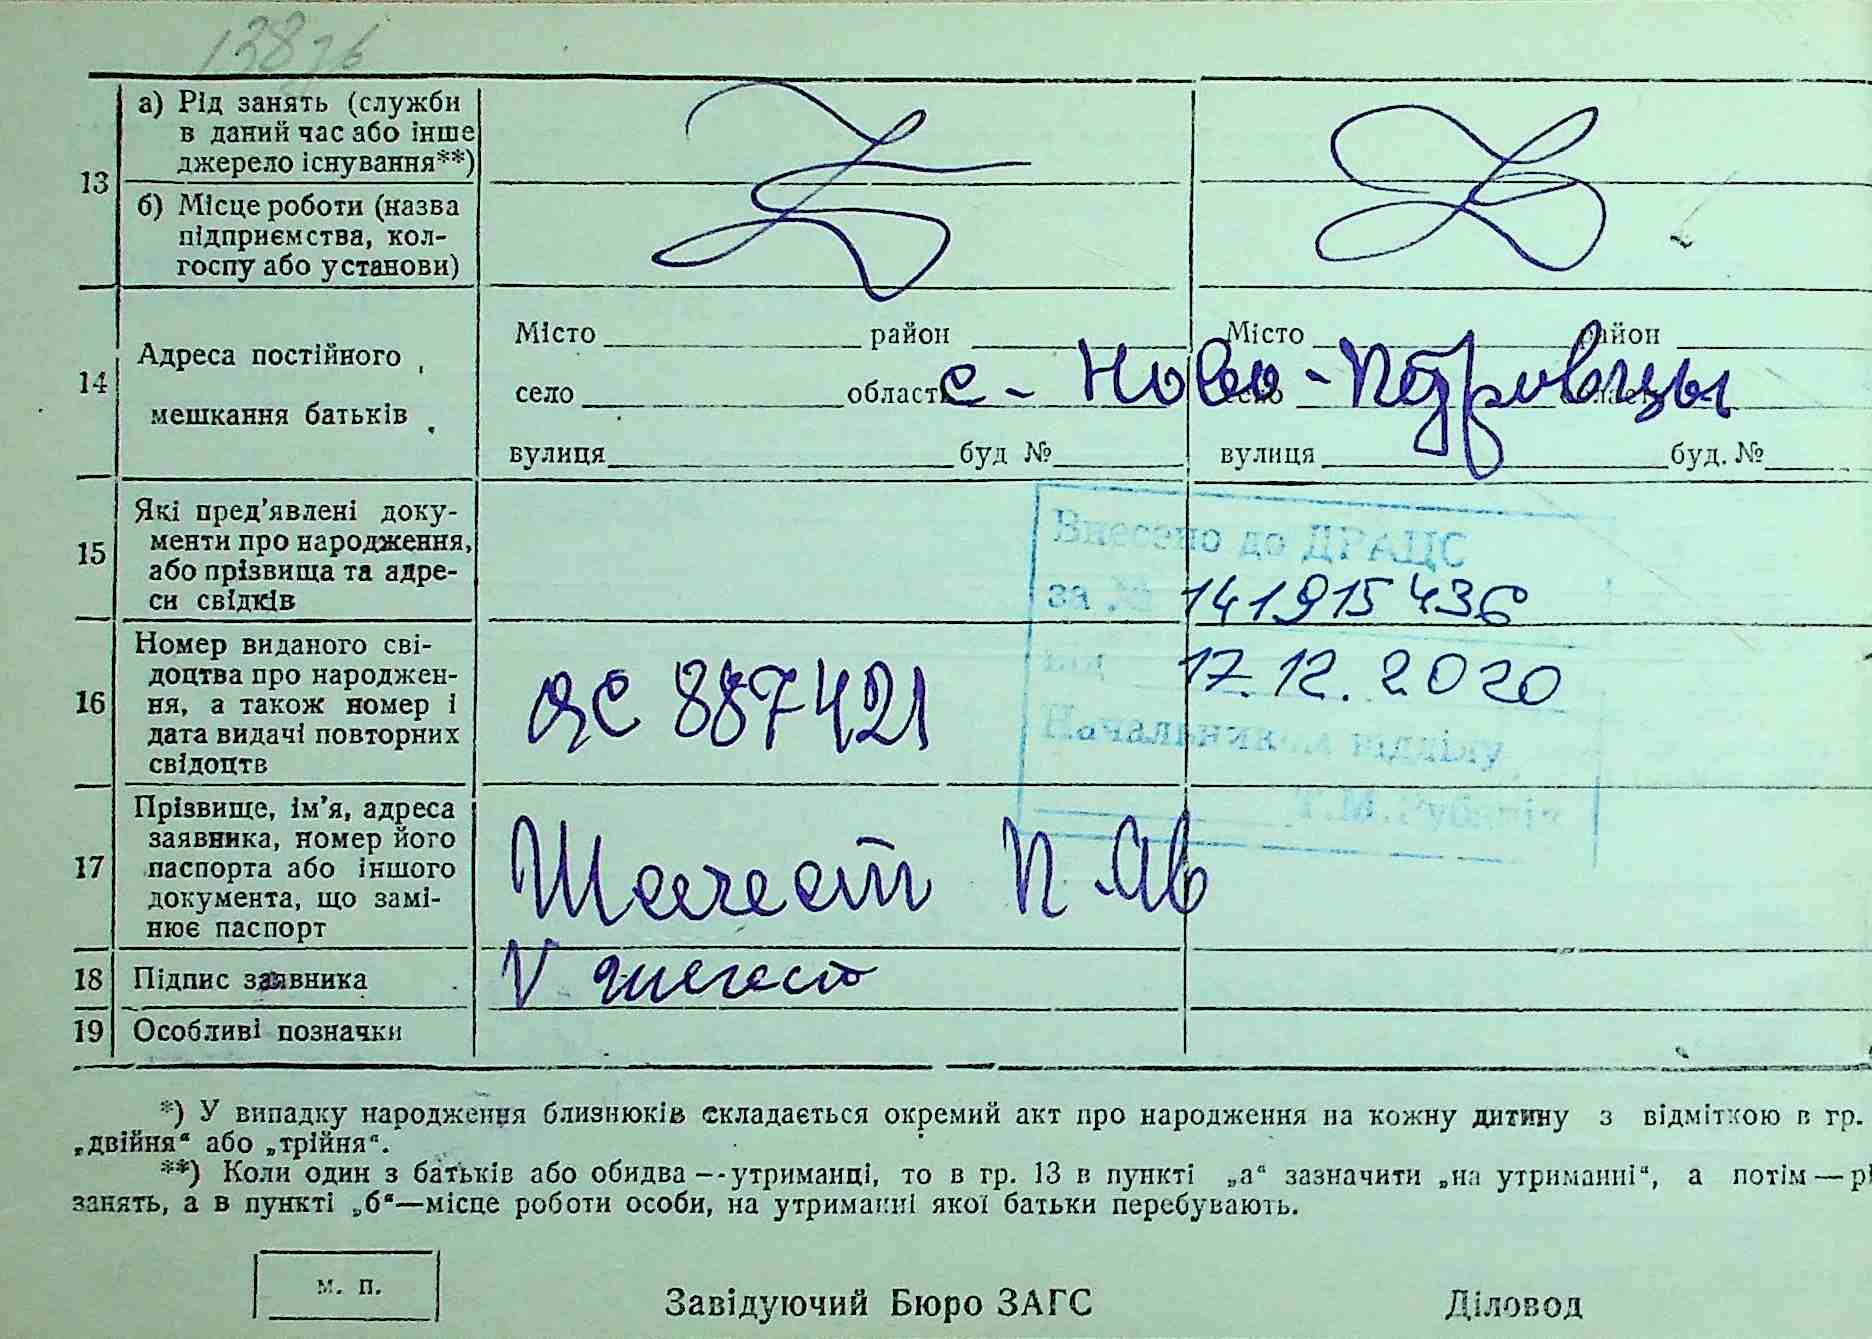 13
а) Рід занять (служби
в даний час або інше
джерело існування**)
б) Місце роботи (назва
підприємства, кол-
госпу або установи)
14
Адреса постійного
мешкання батьків
Місто район
село област
вулиця буд №
Місто район
село
вулиця буд. №
с - Ново - Петровцы
15
Які пред’явлені доку-
менти про народження,
або прізвища та адре-
си свідків
Внесено до ДРАЦС
за № 141915436
від 17.12.2020
Начальником відділу
Т.М.
16
Номер виданого сві-
доцтва про народжен-
ня, а також номер і
дата видачі повторних
свідоцтв
ЯС 887421
17
Прізвище, ім’я, адреса
заявника, номер його
паспорта або іншого
документа, що замі-
нює паспорт
П.
18
Підпис заявника
V
19
Особливі позначки
*) У випадку народження близнюків складається окремий акт про народження на кожну дитину з відміткою в гр.
„двійня“ або „трійня“.
**) Коли один з батьків або обидва — утриманці, то в гр. 13 в пункті „а“ зазначити „на утриманні“, а потім — рі
занять, а в пункті „б“—місце роботи особи, на утриманні якої батьки перебувають.
м. п.
Завідуючий Бюро ЗАГС
Діловод